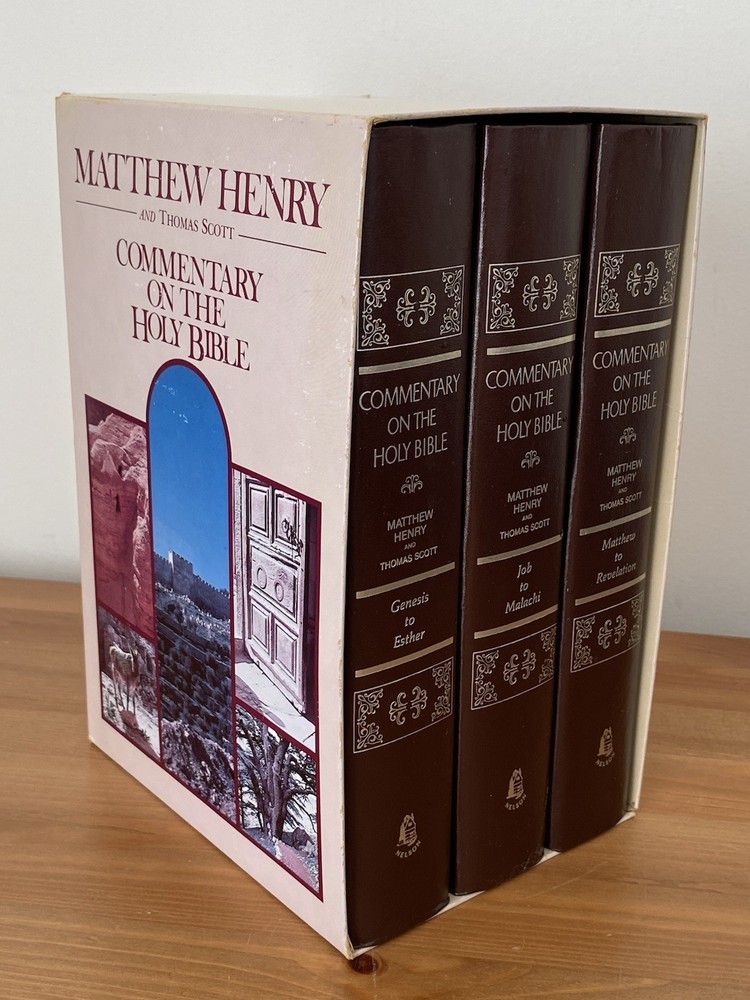 MATTHEW HENRY
AND THOMAS SCOTT
COMMENTARY
ON THE
HOLY BIBLE
COMMENTARY
ON THE
HOLY BIBLE
MATTHEW
HENRY
AND
THOMAS SCOTT
Genesis
to
Esther
NELSON
COMMENTARY
ON THE
HOLY BIBLE
MATTHEW
HENRY
AND
THOMAS SCOTT
Job
to
Malachi
NELSON
COMMENTARY
ON THE
HOLY BIBLE
MATTHEW
HENRY
AND
THOMAS SCOTT
Matthew
to
Revelation
NELSON